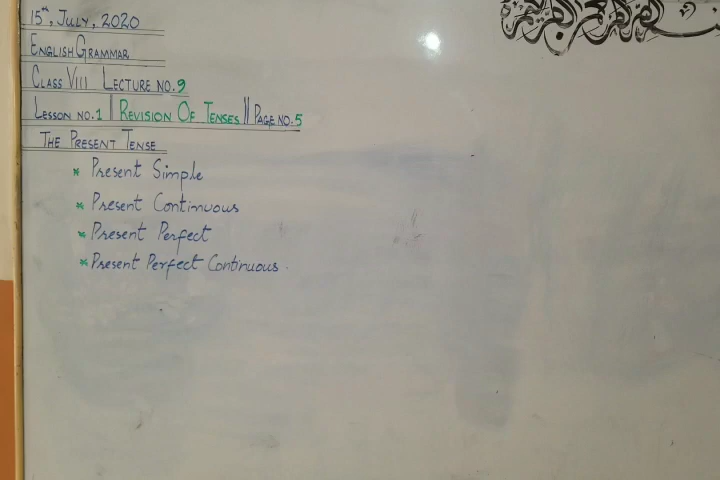 15th, JULY, 2020
ENGLISH GRAMMAR
CLASS VIII LECTURE NO. 9
LESSON NO. 1 || REVISION OF TENSES || PAGE NO. 5
THE PRESENT TENSE
* Present Simple
* Present Continuous
* Present Perfect
* Present Perfect Continuous.